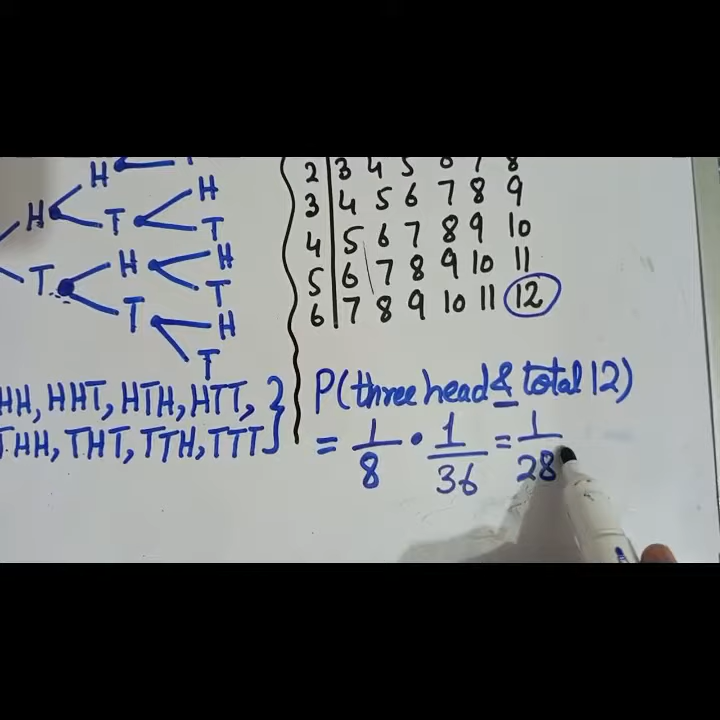 H
H T H
T
T H H
T
T H
T
HH, HHT, HTH, HTT,
THH, THT, TTH, TTT}
2 3 4 5 6 7 8
3 4 5 6 7 8 9
4 5 6 7 8 9 10
5 6 7 8 9 10 11
6 7 8 9 10 11 12
P(three head & total 12)
= 1/8 • 1/36 = 1/28